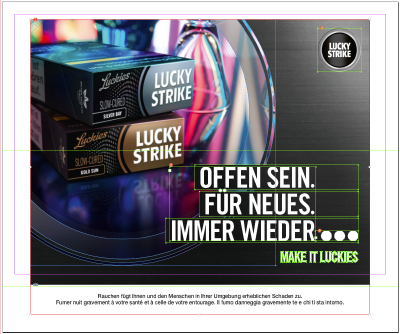 LUCKY
STRIKE
Luckies
SLOW-CURED
SILVER BAY
LUCKY
STRIKE
Luckies
SLOW-CURED
GOLD SUN
LUCKY
STRIKE
OFFEN SEIN.
FÜR NEUES.
IMMER WIEDER.
MAKE IT LUCKIES
Rauchen fügt Ihnen und den Menschen in Ihrer Umgebung erheblichen Schaden zu.
Fumer nuit gravement à votre santé et à celle de votre entourage. Il fumo danneggia gravemente te e chi ti sta intorno.